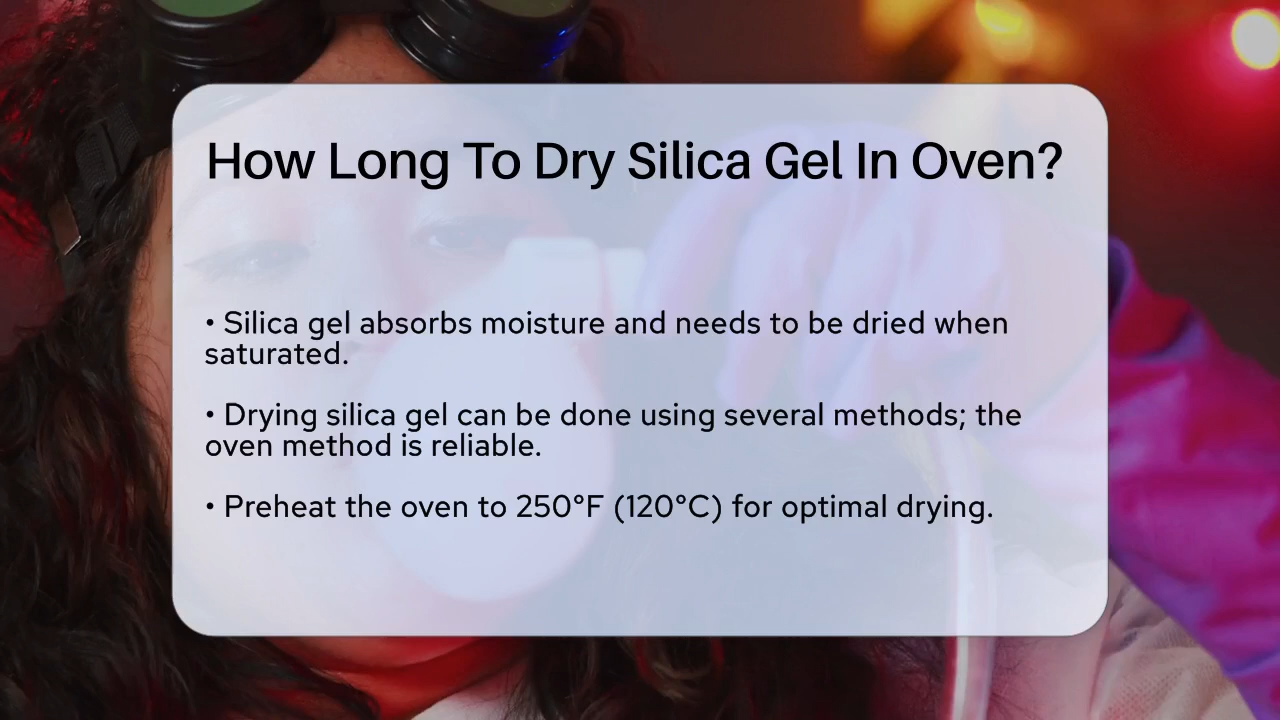 How Long To Dry Silica Gel In Oven?
• Silica gel absorbs moisture and needs to be dried when
saturated.
• Drying silica gel can be done using several methods; the
oven method is reliable.
• Preheat the oven to 250°F (120°C) for optimal drying.